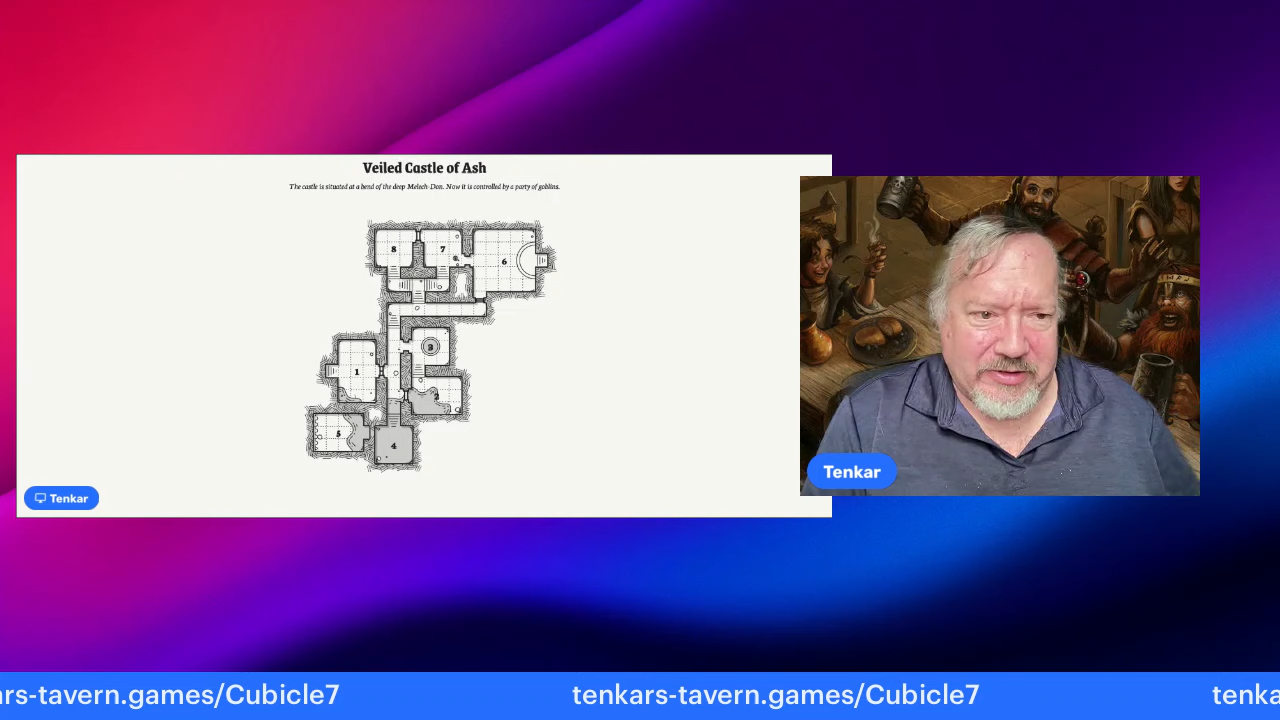 Veiled Castle of Ash
The castle is situated at a bend of the deep Melech-Don. Now it is controlled by a party of goblins.
8
7
6
3
1
2
5
4
Tenkar
Tenkar
ars-tavern.games/Cubicle7
tenkars-tavern.games/Cubicle7
tenka